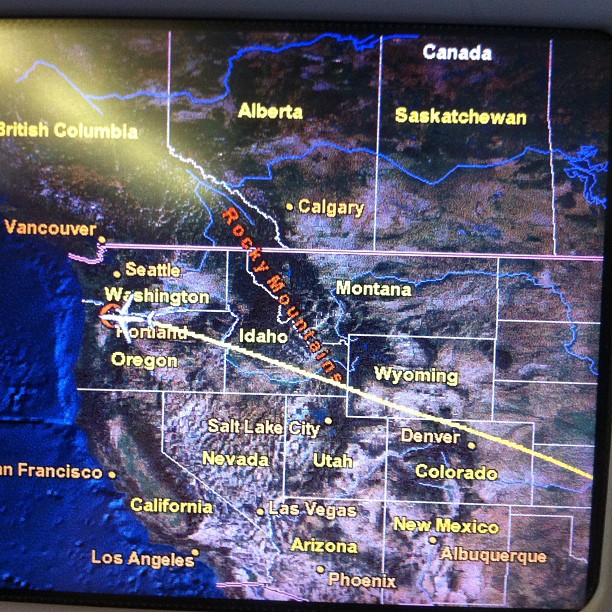 Canada
Alberta
Saskatchewan
British Columbia
Calgary
Rocky Mountains
Vancouver
Seattle
Washington
Montana
Portland
Idaho
Oregon
Wyoming
Salt Lake City
Denver
Nevada
Utah
Colorado
an Francisco
California
Las Vegas
New Mexico
Arizona
Albuquerque
Los Angeles
Phoenix